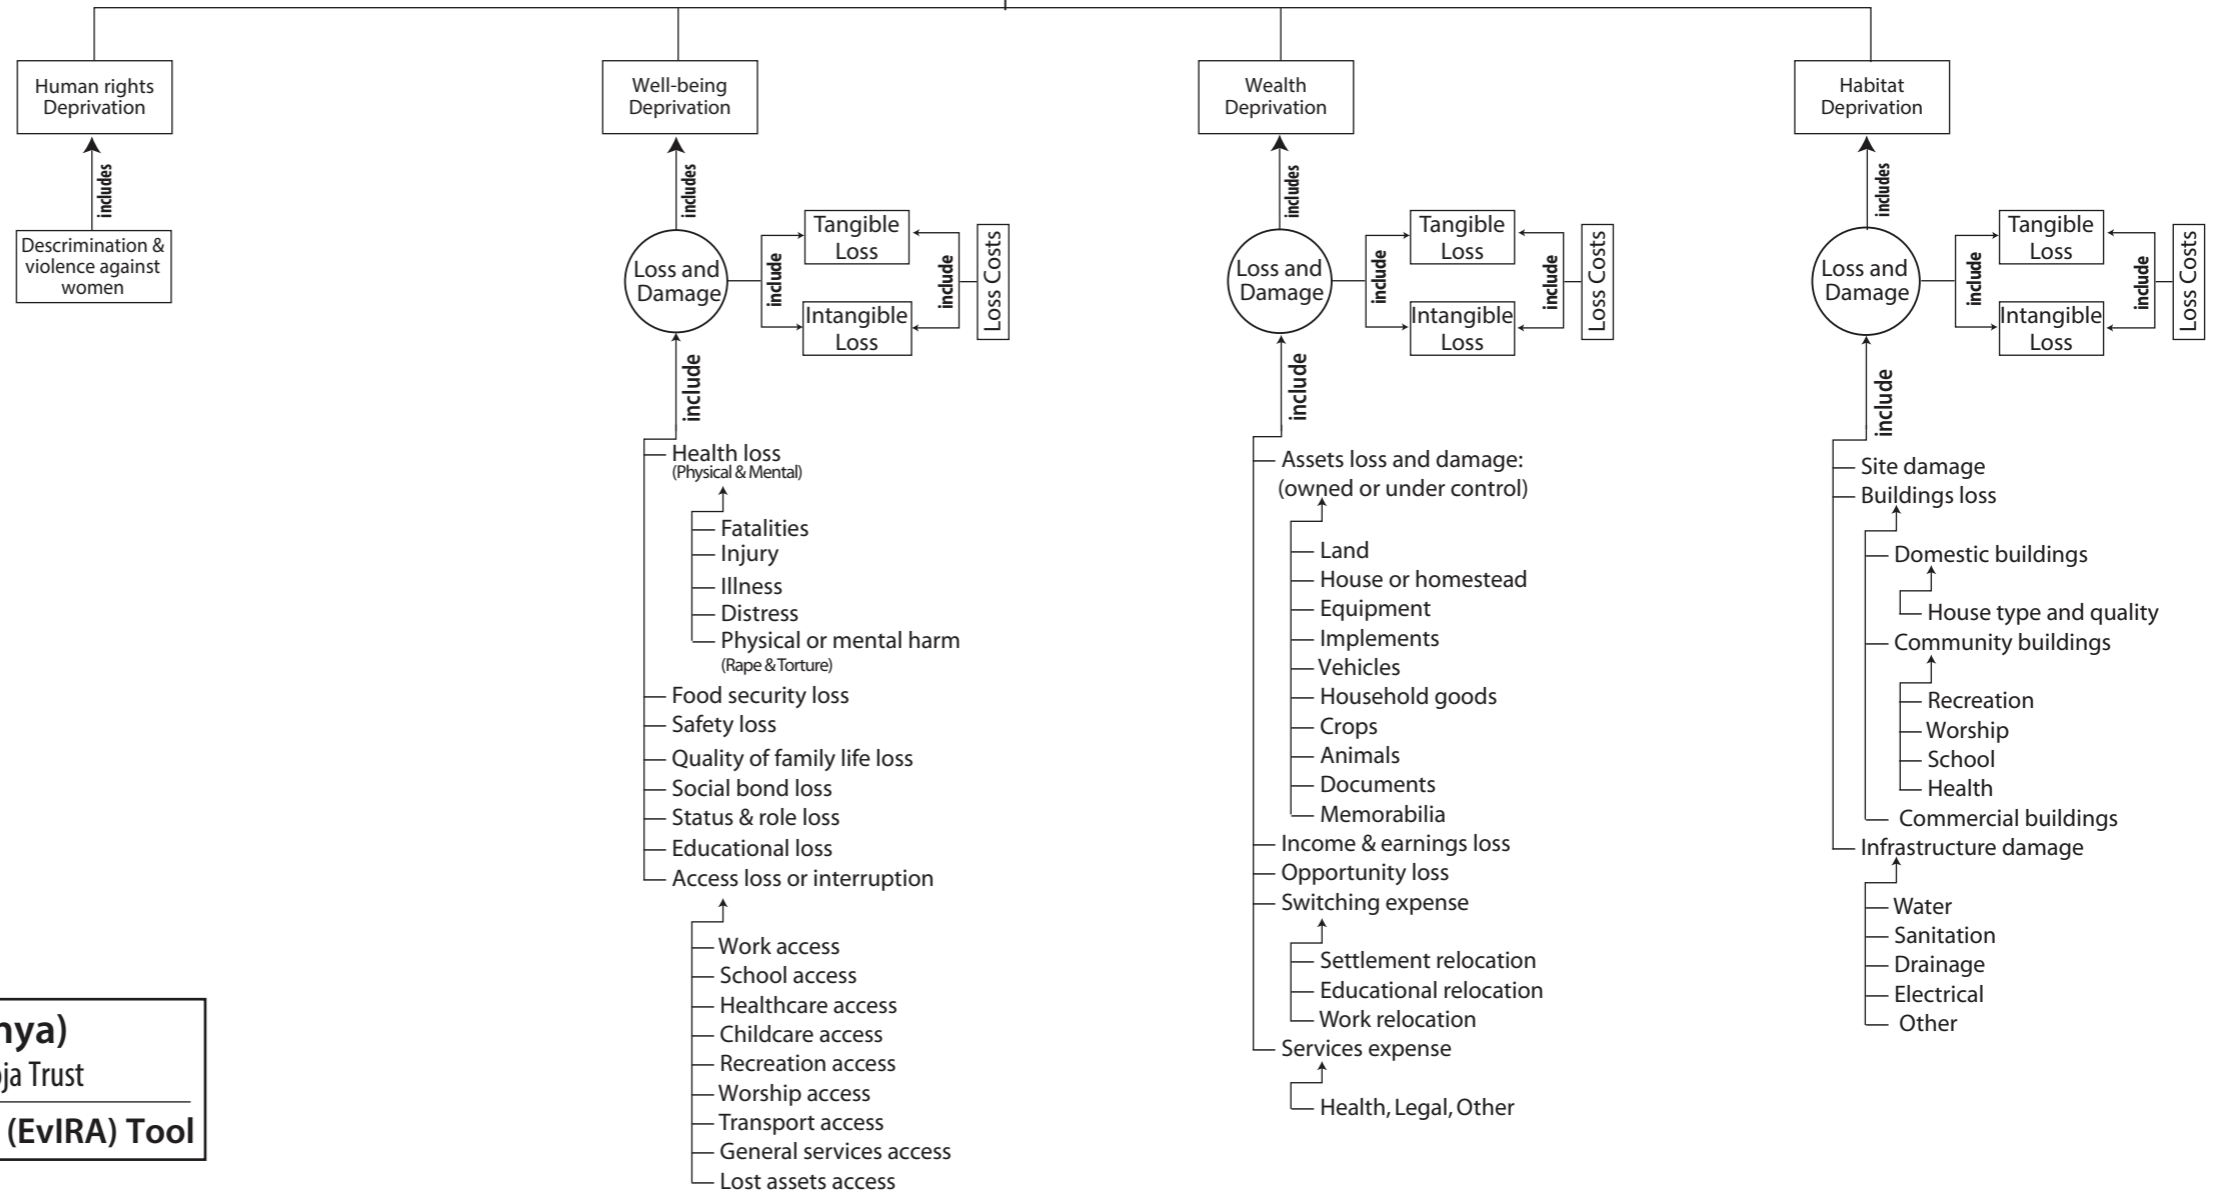 Human rights
Deprivation
includes
Descrimination &
violence against
women
Well-being
Deprivation
includes
Loss and
Damage
include
Tangible
Loss
Intangible
Loss
include
Loss Costs
include
Health loss
(Physical & Mental)
Fatalities
Injury
Illness
Distress
Physical or mental harm
(Rape & Torture)
Food security loss
Safety loss
Quality of family life loss
Social bond loss
Status & role loss
Educational loss
Access loss or interruption
Work access
School access
Healthcare access
Childcare access
Recreation access
Worship access
Transport access
General services access
Lost assets access
Wealth
Deprivation
includes
Loss and
Damage
include
Tangible
Loss
Intangible
Loss
include
Loss Costs
include
Assets loss and damage:
(owned or under control)
Land
House or homestead
Equipment
Implements
Vehicles
Household goods
Crops
Animals
Documents
Memorabilia
Income & earnings loss
Opportunity loss
Switching expense
Settlement relocation
Educational relocation
Work relocation
Services expense
Health, Legal, Other
Habitat
Deprivation
includes
Loss and
Damage
include
Tangible
Loss
Intangible
Loss
include
Loss Costs
include
Site damage
Buildings loss
Domestic buildings
House type and quality
Community buildings
Recreation
Worship
School
Health
Commercial buildings
Infrastructure damage
Water
Sanitation
Drainage
Electrical
Other
nya)
oja Trust
(EvIRA) Tool